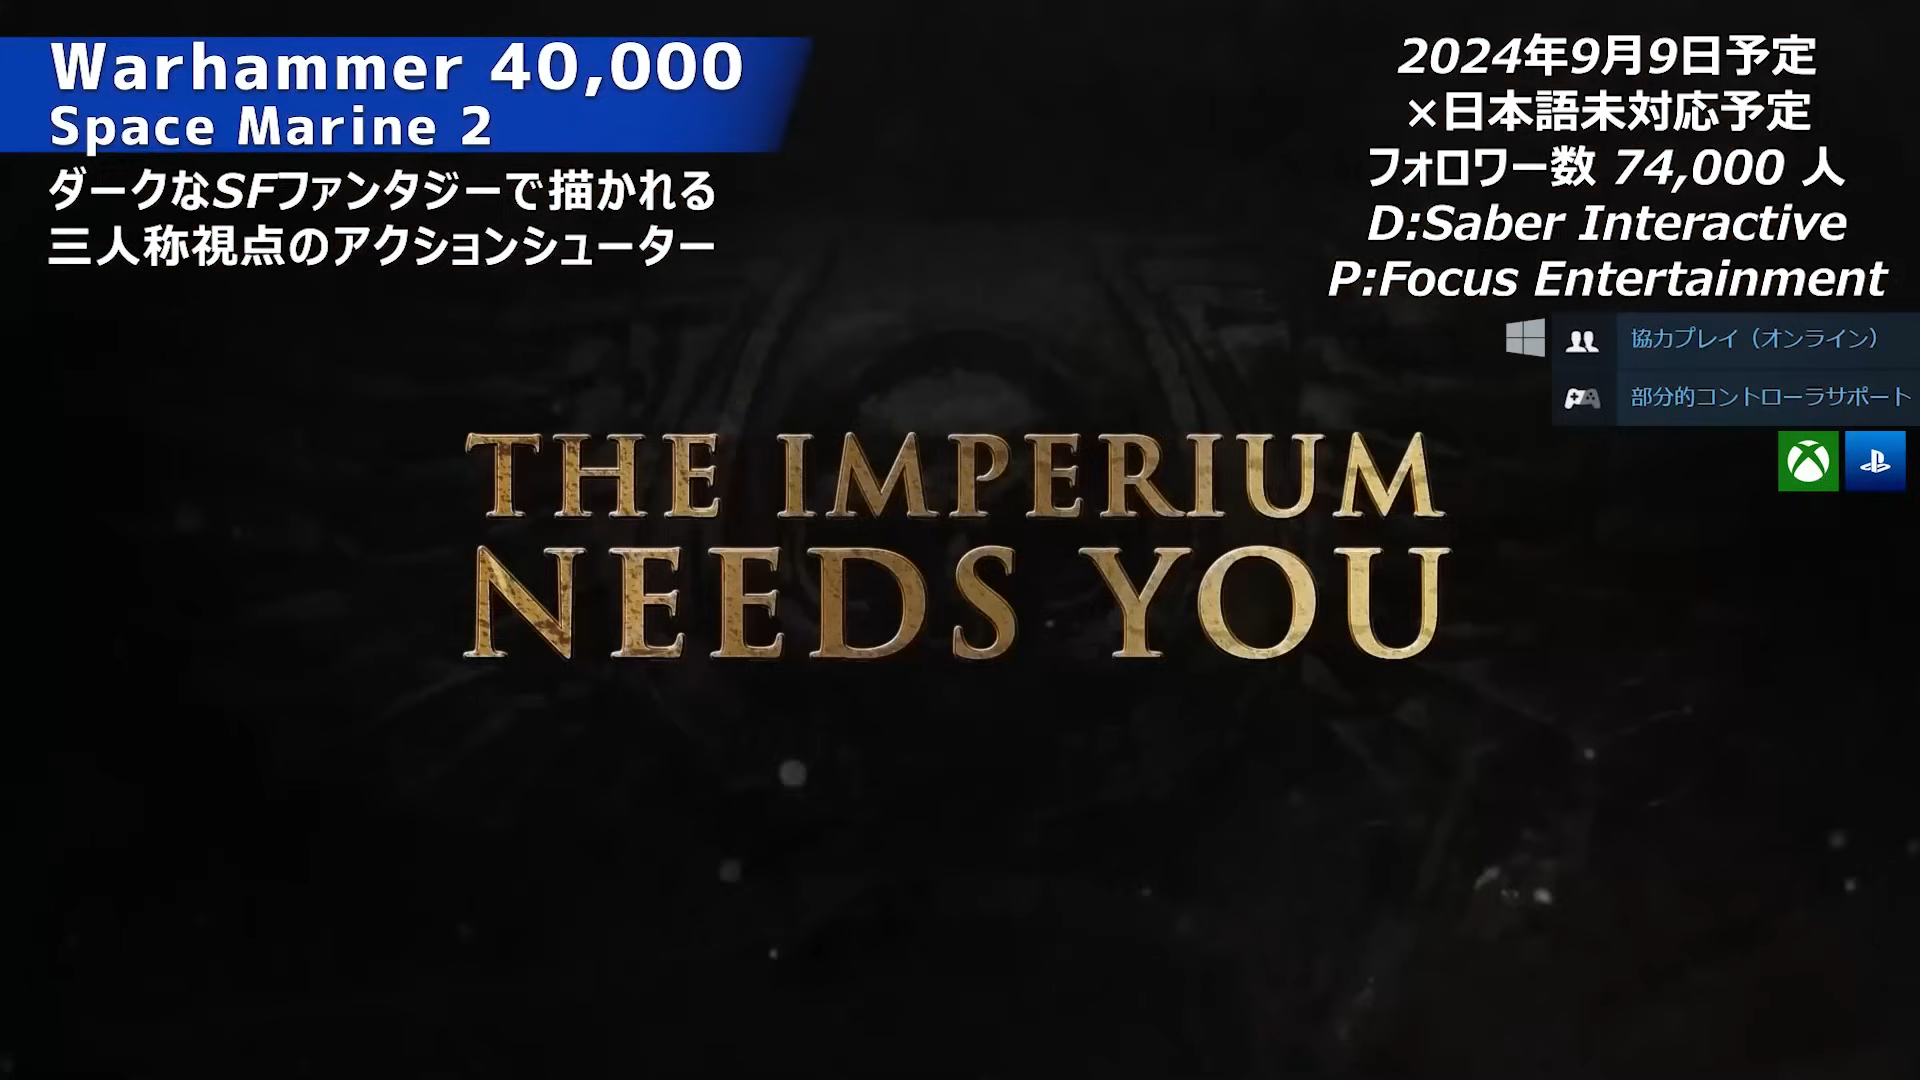 Warhammer 40,000
Space Marine 2
ダークなSFファンタジーで描かれる
三人称視点のアクションシューター
2024年9月9日予定
×日本語未対応予定
フォロワー数 74,000 人
D:Saber Interactive
P:Focus Entertainment
協力プレイ（オンライン）
部分的コントローラサポート
THE IMPERIUM
NEEDS YOU